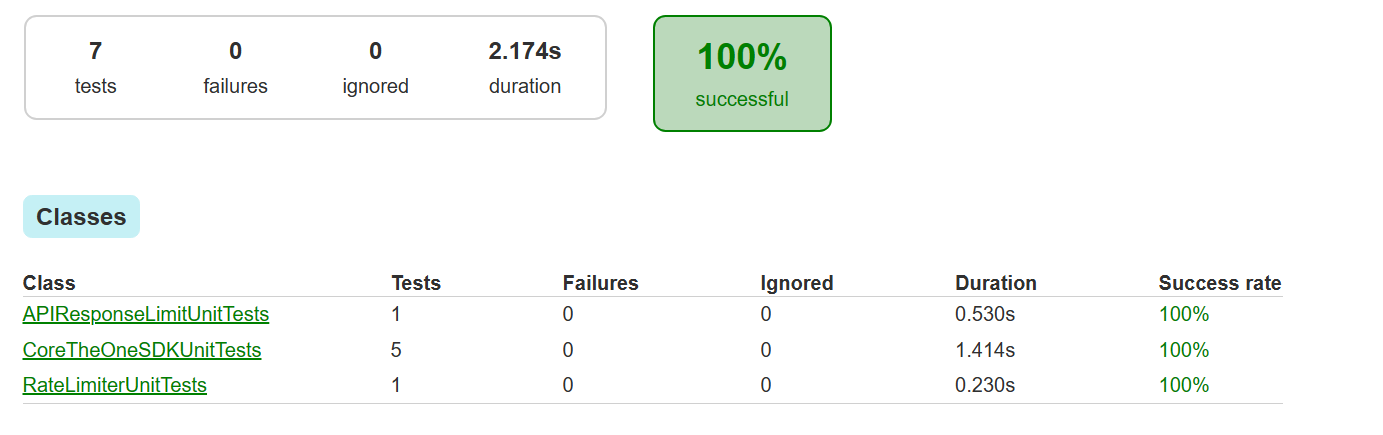 7 0 0 2.174s 100%
tests failures ignored duration successful
Classes
Class Tests Failures Ignored Duration Success rate
APIResponseLimitUnitTests 1 0 0 0.530s 100%
CoreTheOneSDKUnitTests 5 0 0 1.414s 100%
RateLimiterUnitTests 1 0 0 0.230s 100%